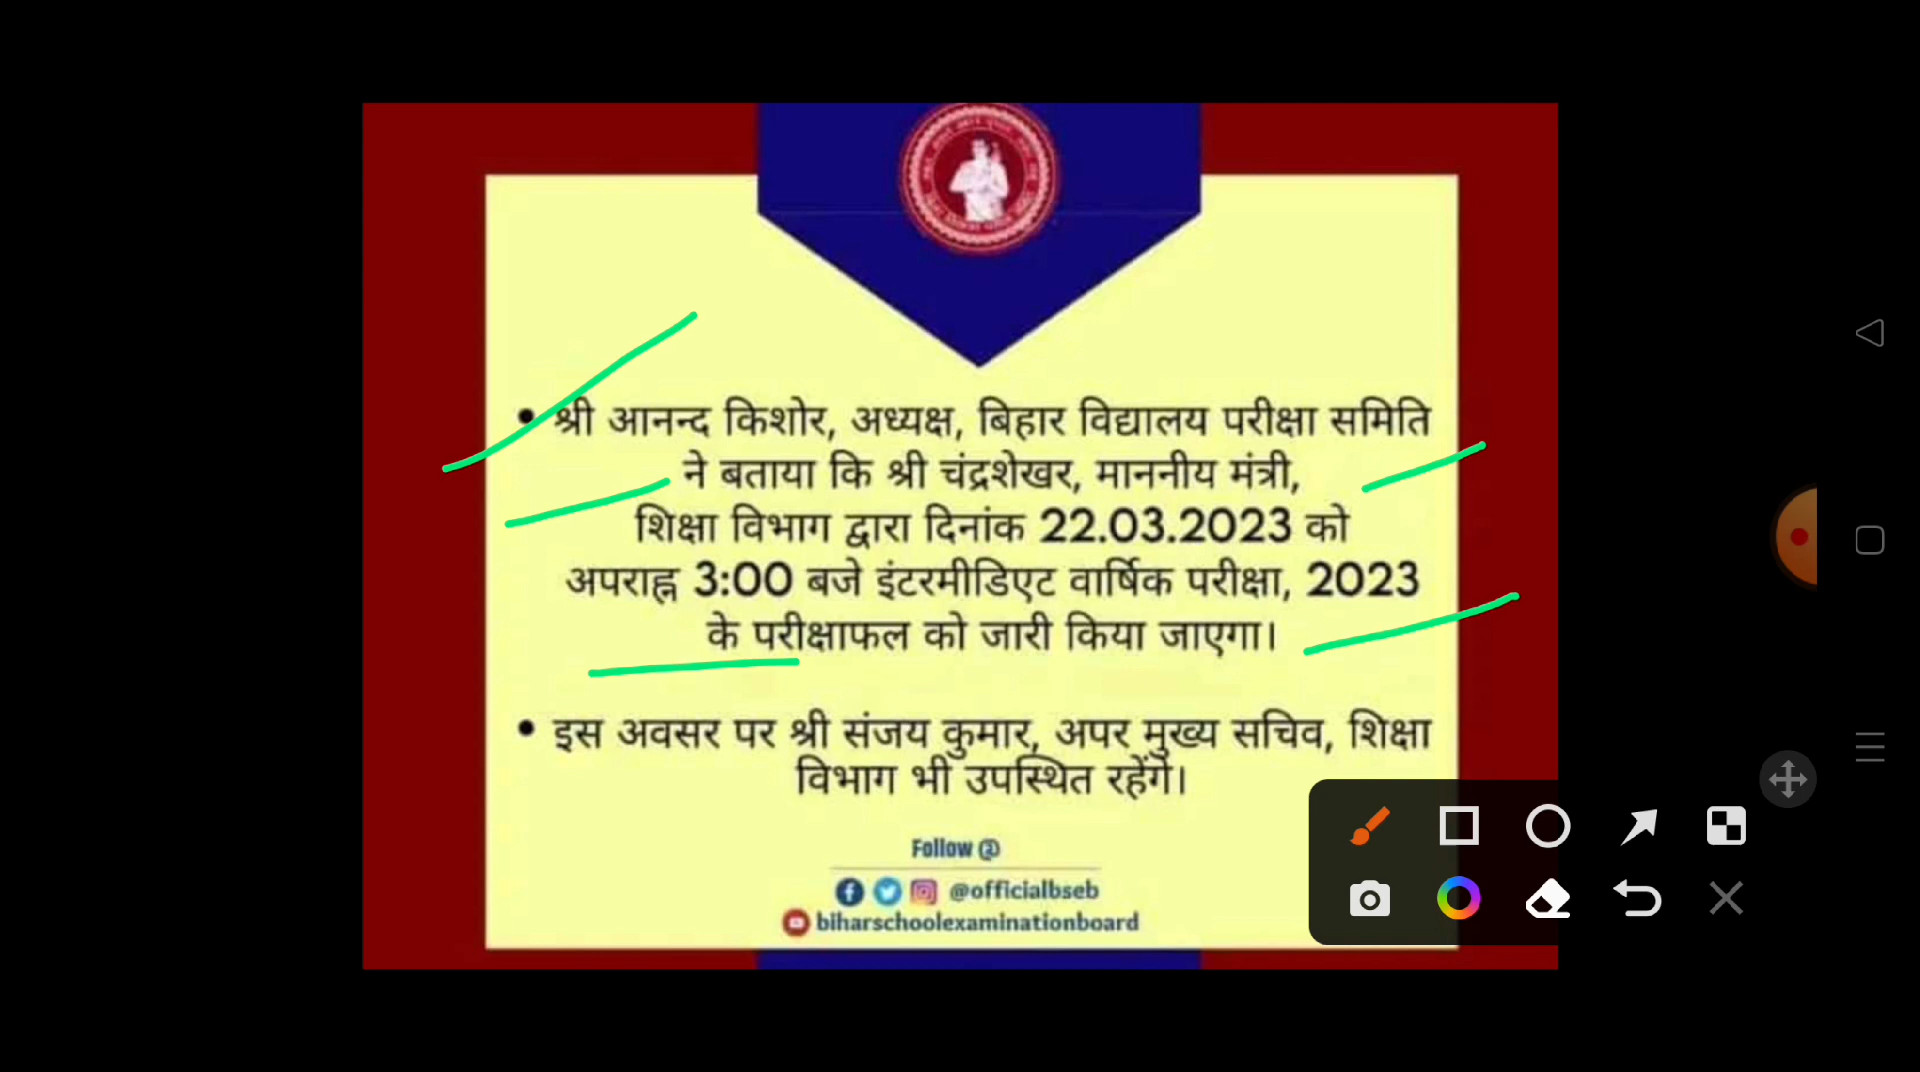 • श्री आनन्द किशोर, अध्यक्ष, बिहार विद्यालय परीक्षा समिति
ने बताया कि श्री चंद्रशेखर, माननीय मंत्री,
शिक्षा विभाग द्वारा दिनांक 22.03.2023 को
अपराह्न 3:00 बजे इंटरमीडिएट वार्षिक परीक्षा, 2023
के परीक्षाफल को जारी किया जाएगा।
• इस अवसर पर श्री संजय कुमार, अपर मुख्य सचिव, शिक्षा
विभाग भी उपस्थित रहेंगे।
Follow @
@officialbseb
biharschoolexaminationboard